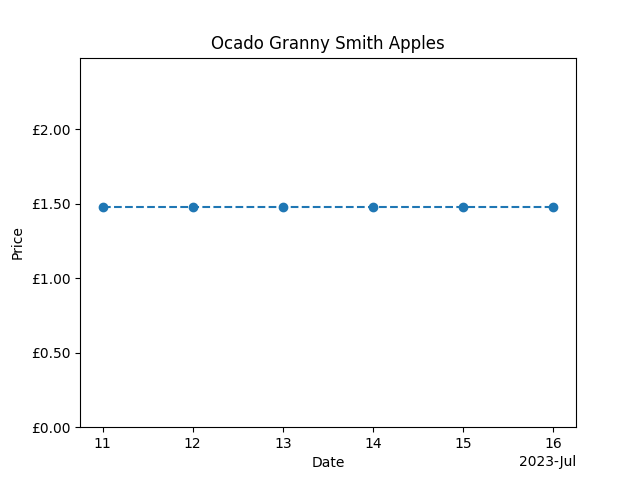 Ocado Granny Smith Apples
£2.00
£1.50
£1.00
£0.50
£0.00
Price
11 12 13 14 15 16
Date
2023-Jul